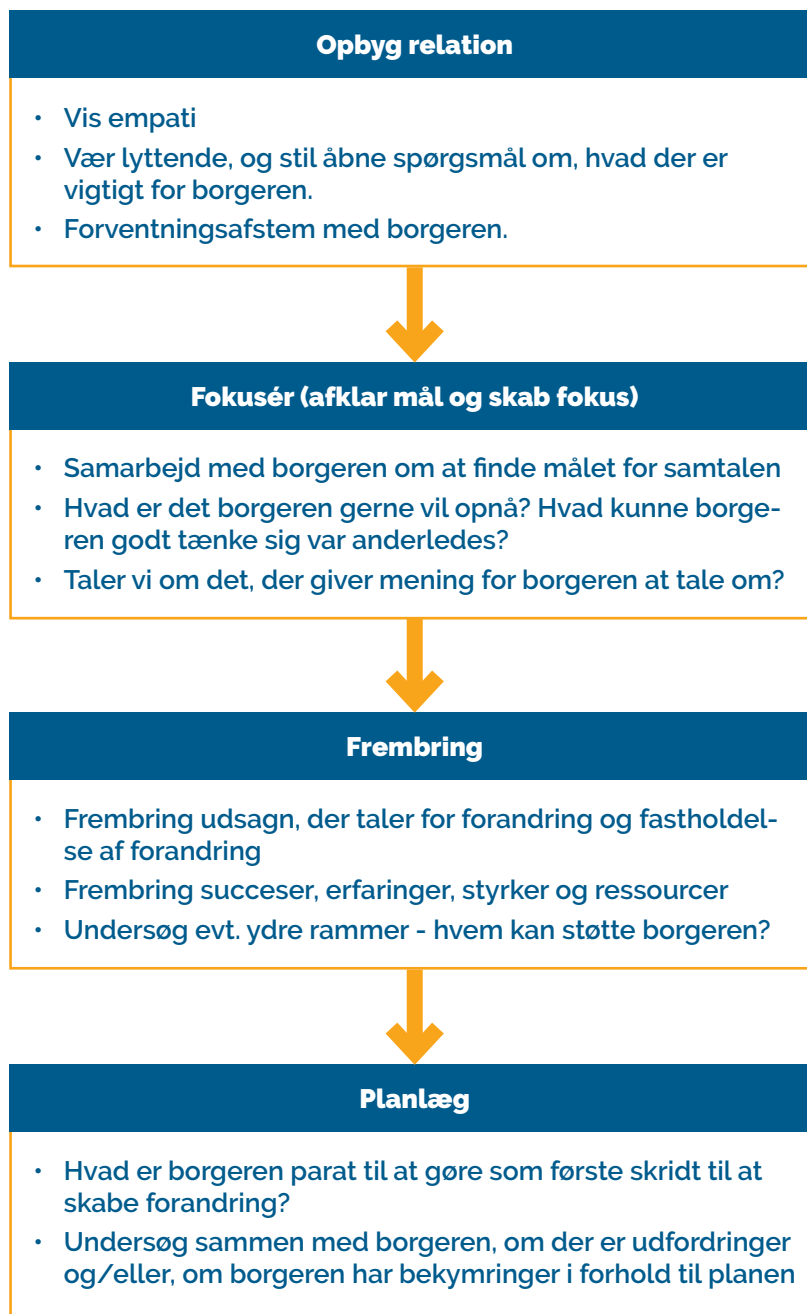 Opbyg relation
• Vis empati
• Vær lyttende, og stil åbne spørgsmål om, hvad der er
vigtigt for borgeren.
• Forventningsafstem med borgeren.
Fokusér (afklar mål og skab fokus)
• Samarbejd med borgeren om at finde målet for samtalen
• Hvad er det borgeren gerne vil opnå? Hvad kunne borge-
ren godt tænke sig var anderledes?
• Taler vi om det, der giver mening for borgeren at tale om?
Frembring
• Frembring udsagn, der taler for forandring og fastholdel-
se af forandring
• Frembring succeser, erfaringer, styrker og ressourcer
• Undersøg evt. ydre rammer - hvem kan støtte borgeren?
Planlæg
• Hvad er borgeren parat til at gøre som første skridt til at
skabe forandring?
• Undersøg sammen med borgeren, om der er udfordringer
og/eller, om borgeren har bekymringer i forhold til planen